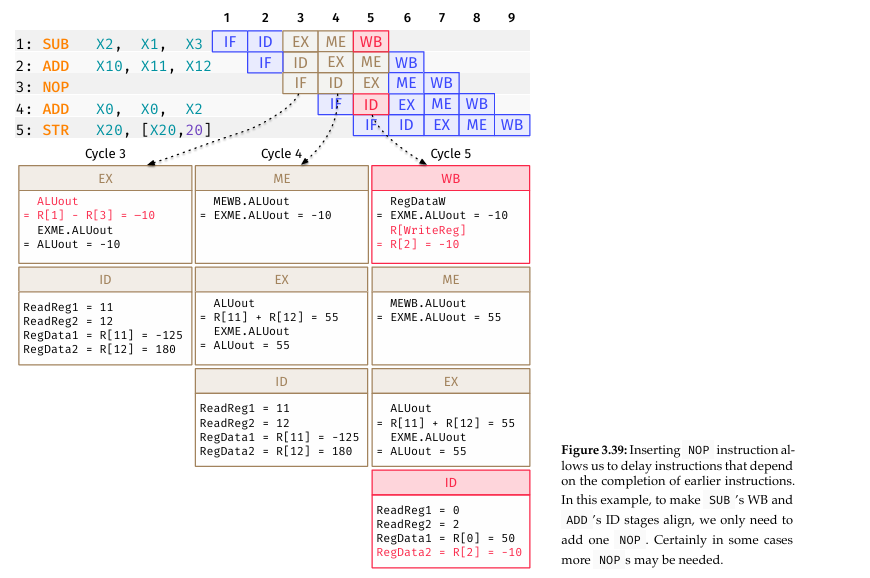 1 2 3 4 5 6 7 8 9
1: SUB X2, X1, X3 IF ID EX ME WB
2: ADD X10, X11, X12 IF ID EX ME WB
3: NOP IF ID EX ME WB
4: ADD X0, X0, X2 IF ID EX ME WB
5: STR X20, [X20,20] IF ID EX ME WB
Cycle 3 Cycle 4 Cycle 5
EX
ALUout
= R[1] - R[3] = -10
EXME.ALUout
= ALUout = -10
ME
MEWB.ALUout
= EXME.ALUout = -10
WB
RegDataW
= EXME.ALUout = -10
R[WriteReg]
= R[2] = -10
ID
ReadReg1 = 11
ReadReg2 = 12
RegData1 = R[11] = -125
RegData2 = R[12] = 180
EX
ALUout
= R[11] + R[12] = 55
EXME.ALUout
= ALUout = 55
ME
MEWB.ALUout
= EXME.ALUout = 55
ID
ReadReg1 = 11
ReadReg2 = 12
RegData1 = R[11] = -125
RegData2 = R[12] = 180
EX
ALUout
= R[11] + R[12] = 55
EXME.ALUout
= ALUout = 55
ID
ReadReg1 = 0
ReadReg2 = 2
RegData1 = R[0] = 50
RegData2 = R[2] = -10
Figure 3.39: Inserting NOP instruction al-
lows us to delay instructions that depend
on the completion of earlier instructions.
In this example, to make SUB 's WB and
ADD 's ID stages align, we only need to
add one NOP . Certainly in some cases
more NOP s may be needed.